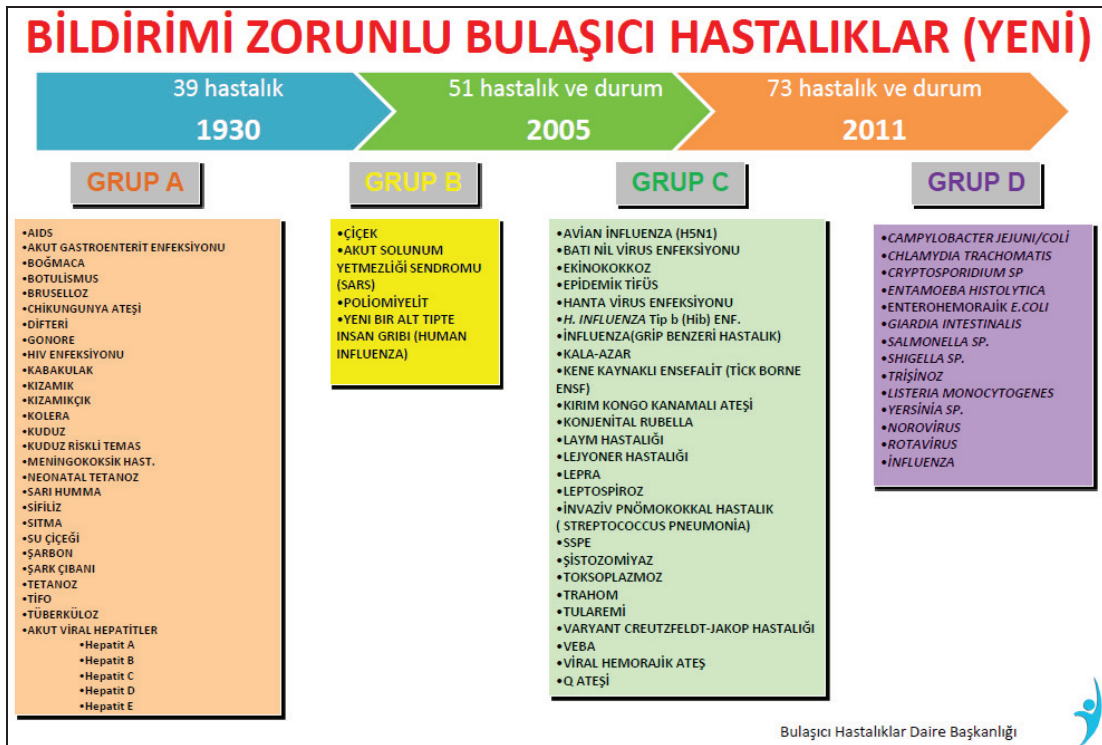 BİLDİRİMİ ZORUNLU BULAŞICI HASTALIKLAR (YENİ)
39 hastalık
1930
51 hastalık ve durum
2005
73 hastalık ve durum
2011
GRUP A
•AIDS
•AKUT GASTROENTERİT ENFEKSİYONU
•BOĞMACA
•BOTULİSMUS
•BRUSELLOZ
•CHİKUNGUNYA ATEŞİ
•DİFTERİ
•GONORE
•HIV ENFEKSİYONU
•KABAKULAK
•KIZAMIK
•KIZAMIKÇIK
•KOLERA
•KUDUZ
•KUDUZ RİSKLİ TEMAS
•MENİNGOKOKSİK HAST.
•NEONATAL TETANOZ
•SARI HUMMA
•SİFİLİZ
•SITMA
•SU ÇİÇEĞİ
•ŞARBON
•ŞARK ÇIBANI
•TETANOZ
•TİFO
•TÜBERKÜLOZ
•AKUT VİRAL HEPATİTLER
•Hepatit A
•Hepatit B
•Hepatit C
•Hepatit D
•Hepatit E
GRUP B
•ÇİÇEK
•AKUT SOLUNUM
YETMEZLİĞİ SENDROMU
(SARS)
•POLİOMİYELİT
•YENI BIR ALT TIPTE
INSAN GRIBI (HUMAN
INFLUENZA)
GRUP C
•AVİAN İNFLUENZA (H5N1)
•BATI NİL VİRUS ENFEKSİYONU
•EKİNOKOKKOZ
•EPİDEMİK TİFÜS
•HANTA VİRUS ENFEKSİYONU
•H. INFLUENZA Tip b (Hib) ENF.
•İNFLUENZA(GRİP BENZERİ HASTALIK)
•KALA-AZAR
•KENE KAYNAKLI ENSEFALİT (TİCK BORNE
ENSF)
•KIRIM KONGO KANAMALI ATEŞİ
•KONJENİTAL RUBELLA
•LAYM HASTALIĞI
•LEJYONER HASTALIĞI
•LEPRA
•LEPTOSPİROZ
•İNVAZİV PNÖMOKOKKAL HASTALIK
( STREPTOCOCCUS PNEUMONİA)
•SSPE
•ŞİSTOZOMİYAZ
•TOKSOPLAZMOZ
•TRAHOM
•TULAREMİ
•VARYANT CREUTZFELDT-JAKOP HASTALIĞI
•VEBA
•VİRAL HEMORAJİK ATEŞ
•Q ATEŞİ
GRUP D
•CAMPYLOBACTER JEJUNI/COLİ
•CHLAMYDIA TRACHOMATIS
•CRYPTOSPORIDIUM SP
•ENTAMOEBA HISTOLYTICA
•ENTEROHEMORAJİK E.COLI
•GIARDIA INTESTINALIS
•SALMONELLA SP.
•SHIGELLA SP.
•TRİŞİNOZ
•LISTERIA MONOCYTOGENES
•YERSİNIA SP.
•NOROVİRUS
•ROTAVİRUS
•İNFLUENZA
Bulaşıcı Hastalıklar Daire Başkanlığı